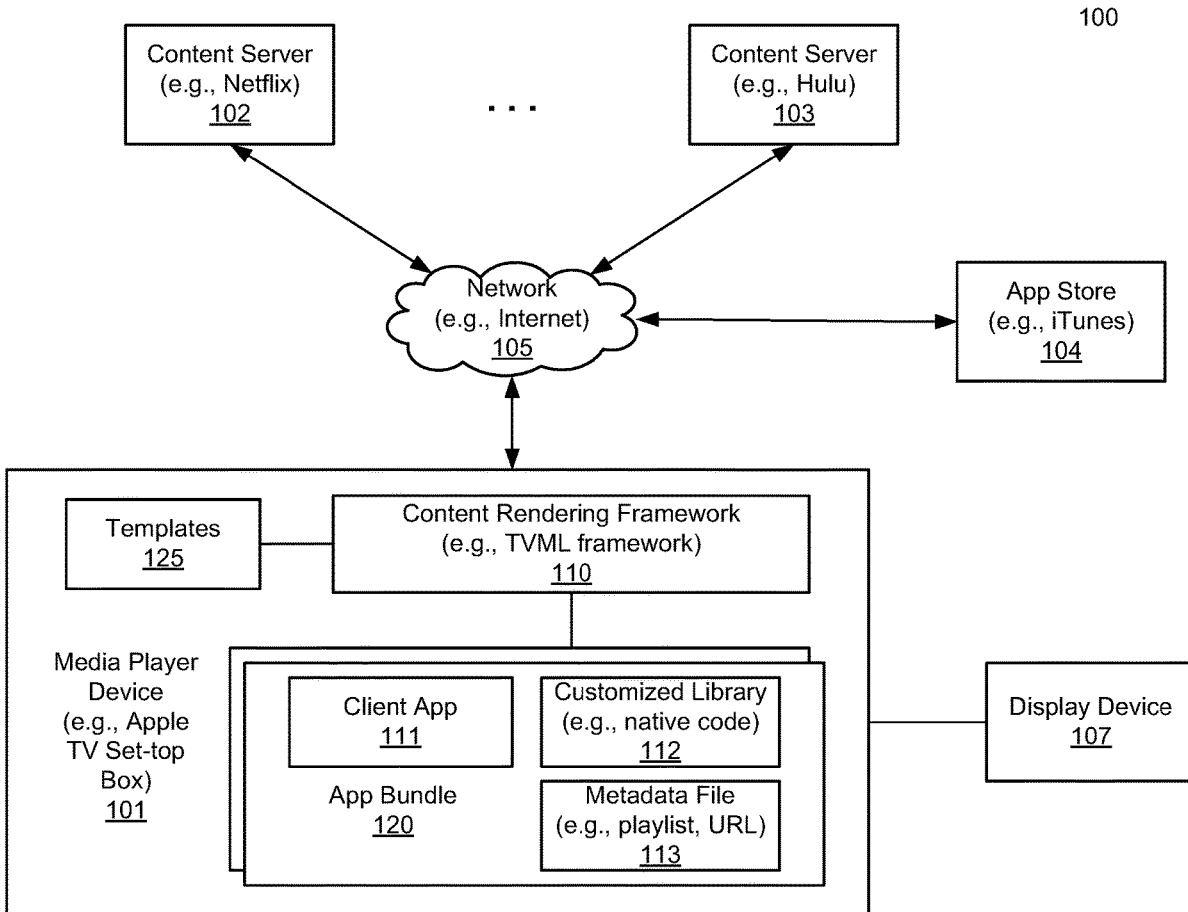 100
Content Server
(e.g., Netflix)
102
. . .
Content Server
(e.g., Hulu)
103
Network
(e.g., Internet)
105
App Store
(e.g., iTunes)
104
Templates
125
Content Rendering Framework
(e.g., TVML framework)
110
Media Player
Device
(e.g., Apple
TV Set-top
Box)
101
Client App
111
Customized Library
(e.g., native code)
112
App Bundle
120
Metadata File
(e.g., playlist, URL)
113
Display Device
107